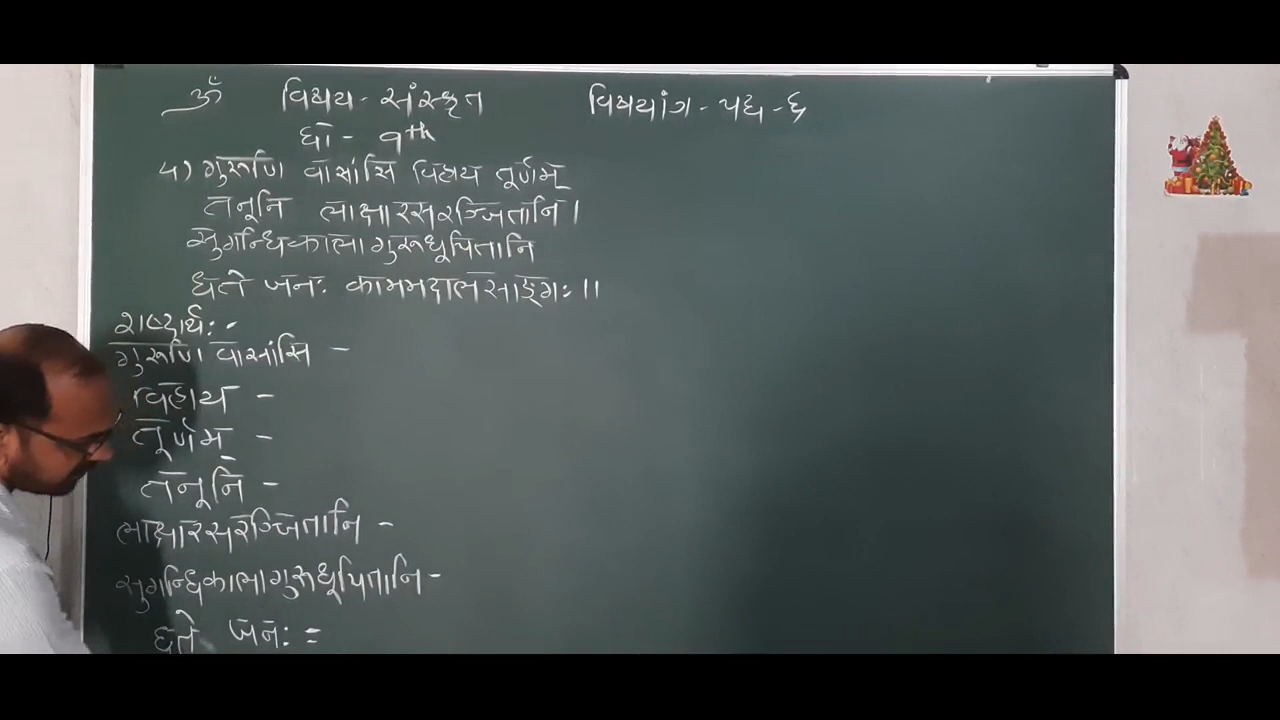 ॐ विषय - संस्कृत विषयांग - पद्य - ६
घो - 9th
५) गुरूणि वासांसि विहाय तूर्णम्
तनूनि लाक्षारसरञ्जितानि।
सुगन्धिकालागुरूधूपितानि
धत्ते जनः काममदालसाङ्गः ।।
शब्दार्थः -
गुरूणि वासांसि -
विहाय -
तूर्णम् -
तनूनि -
लाक्षारसरञ्जितानि -
सुगन्धिकालागुरूधूपितानि -
धत्ते जनः =